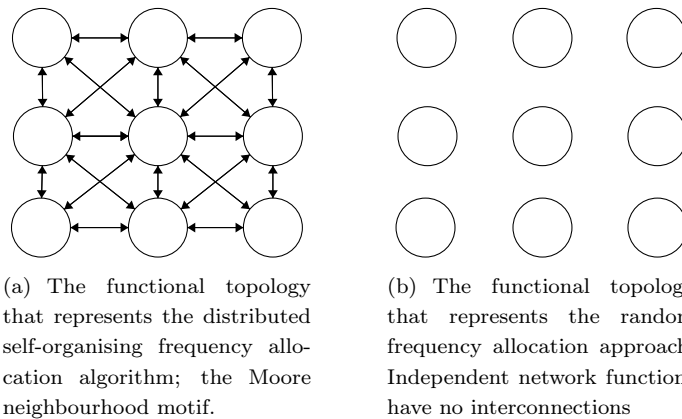 (a) The functional topology
that represents the distributed
self-organising frequency allo-
cation algorithm; the Moore
neighbourhood motif.
(b) The functional topolog
that represents the random
frequency allocation approach
Independent network function
have no interconnections